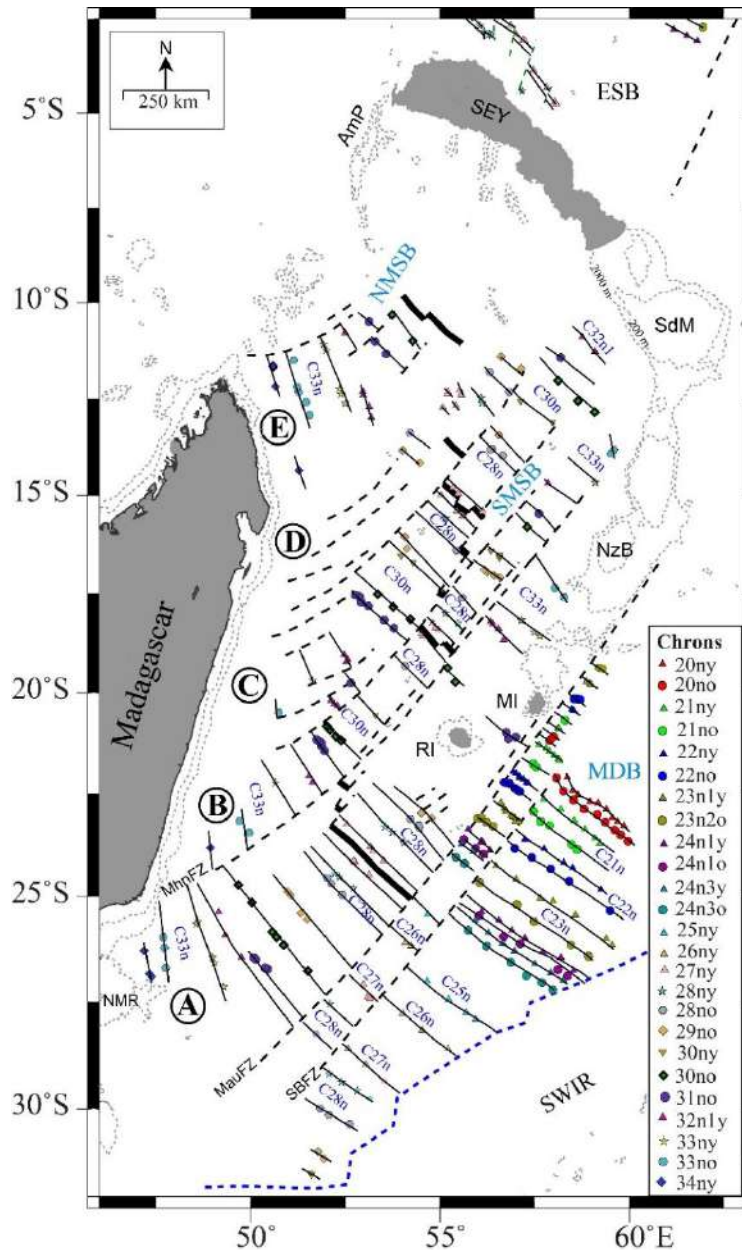 N
250 km
ESB
SEY
AmP
5°S
NMSB
10°S
2000 m
200 m
SdM
C32n1
C33n
C30n
E
C28n
C33n
SMSB
15°S
D
C28n
NzB
C30n
C28n
C33n
Madagascar
C28n
20°S
C
MI
C30n
RI
MDB
B
C33n
C28n
C21n
MhnFZ
C22n
25°S
C28n
C23n
C33n
C26n
A
NMR
C27n
C25n
C26n
C28n
MauFZ
C27n
SBFZ
SWIR
C28n
30°S
50°
55°
60°E
Chrons
20ny
20no
21ny
21no
22ny
22no
23n1y
23n2o
24n1y
24n1o
24n3y
24n3o
25ny
26ny
27ny
28ny
28no
29no
30ny
30no
31no
32n1y
33ny
33no
34ny